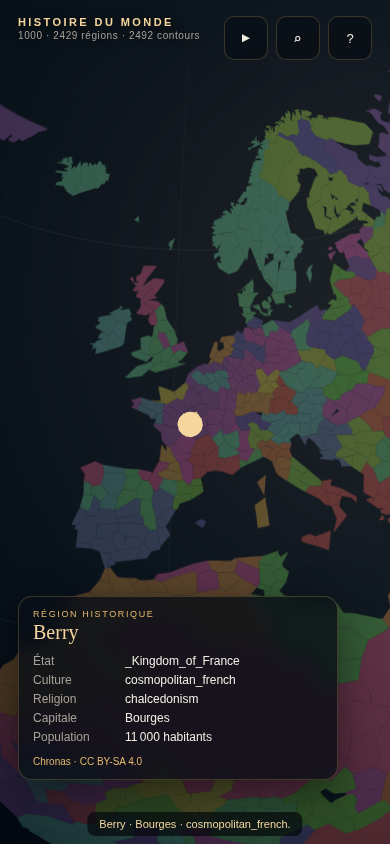 HISTOIRE DU MONDE
1000 · 2429 régions · 2492 contours
?
RÉGION HISTORIQUE
Berry
État _Kingdom_of_France
Culture cosmopolitan_french
Religion chalcedonism
Capitale Bourges
Population 11 000 habitants
Chronas · CC BY-SA 4.0
Berry · Bourges · cosmopolitan_french.